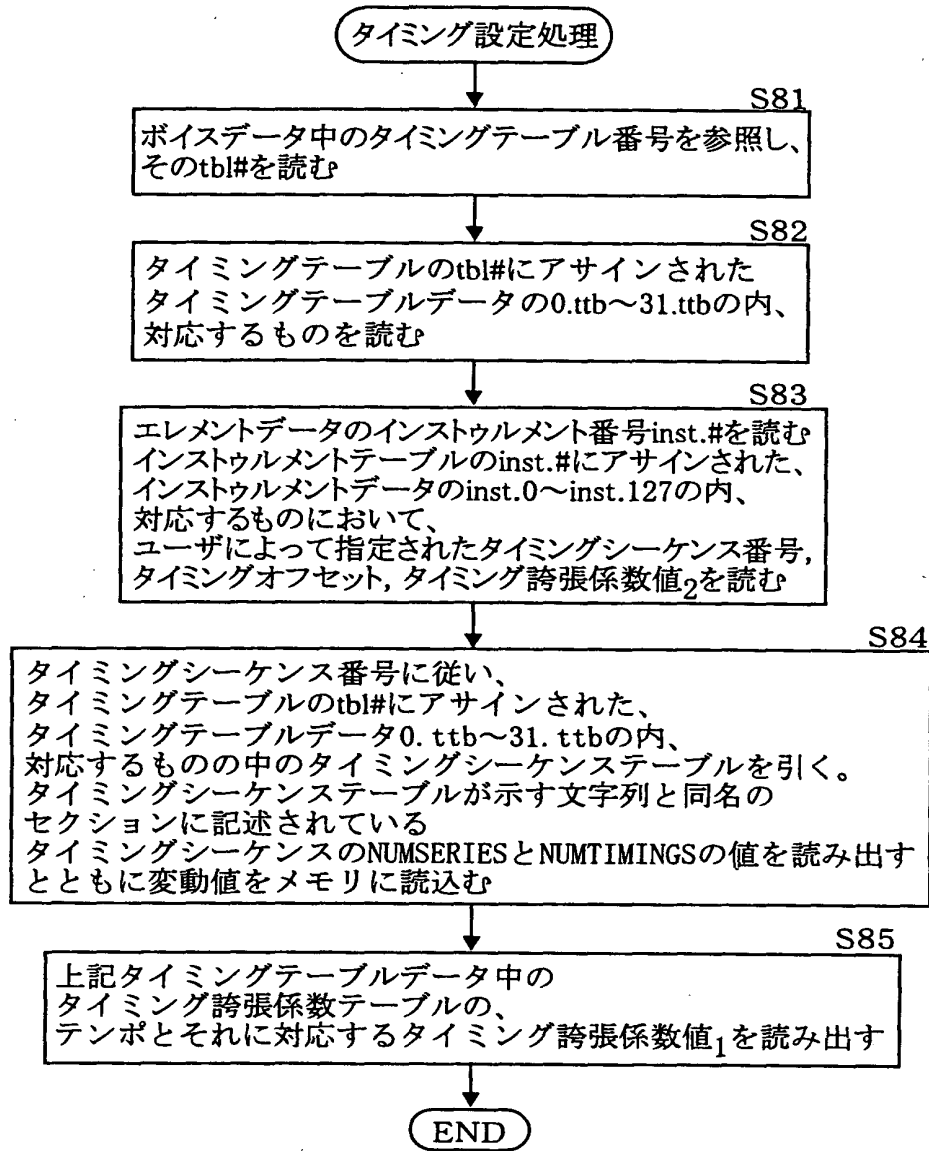 タイミング設定処理
S81
ボイスデータ中のタイミングテーブル番号を参照し、
そのtbl#を読む
S82
タイミングテーブルのtbl#にアサインされた
タイミングテーブルデータの0.ttb～31.ttbの内、
対応するものを読む
S83
エレメントデータのインストゥルメント番号inst.#を読む
インストゥルメントテーブルのinst.#にアサインされた、
インストゥルメントデータのinst.0～inst.127の内、
対応するものにおいて、
ユーザによって指定されたタイミングシーケンス番号,
タイミングオフセット, タイミング誇張係数値2を読む
S84
タイミングシーケンス番号に従い、
タイミングテーブルのtbl#にアサインされた、
タイミングテーブルデータ0. ttb～31. ttbの内、
対応するものの中のタイミングシーケンステーブルを引く。
タイミングシーケンステーブルが示す文字列と同名の
セクションに記述されている
タイミングシーケンスのNUMSERIESとNUMTIMINGSの値を読み出す
とともに変動値をメモリに読込む
S85
上記タイミングテーブルデータ中の
タイミング誇張係数テーブルの、
テンポとそれに対応するタイミング誇張係数値1を読み出す
END